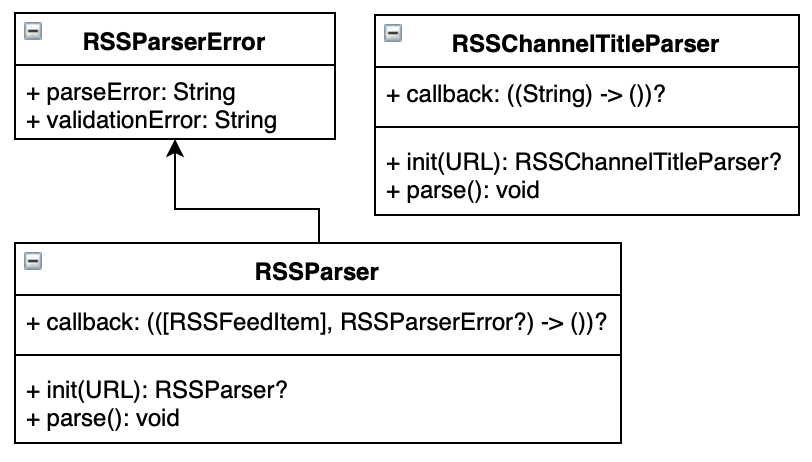 RSSParserError
+ parseError: String
+ validationError: String
RSSChannelTitleParser
+ callback: ((String) -> ())?
+ init(URL): RSSChannelTitleParser?
+ parse(): void
RSSParser
+ callback: (([RSSFeedItem], RSSParserError?) -> ())?
+ init(URL): RSSParser?
+ parse(): void